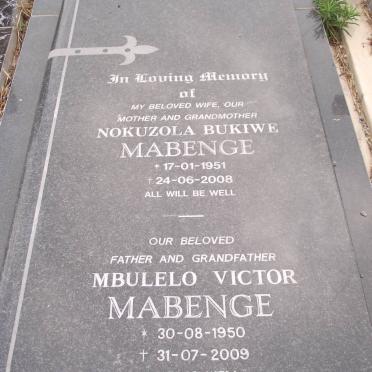 In Loving Memory
of
MY BELOVED WIFE, OUR
MOTHER AND GRANDMOTHER
NOKUZOLA BUKIWE
MABENGE
* 17-01-1951
† 24-06-2008
ALL WILL BE WELL
OUR BELOVED
FATHER AND GRANDFATHER
MBULELO VICTOR
MABENGE
* 30-08-1950
† 31-07-2009